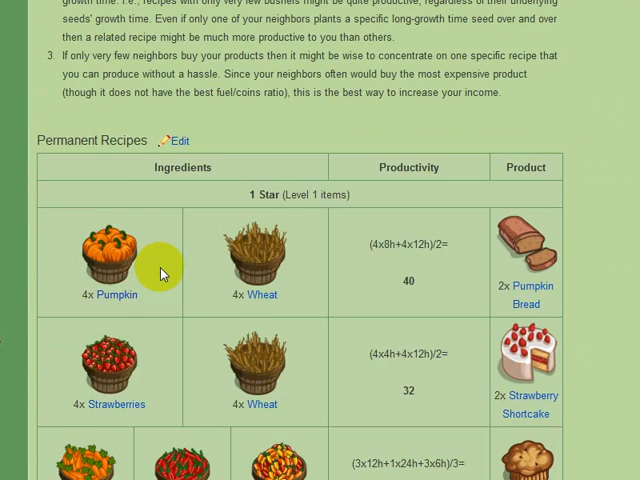 growth time. I.e., recipes with only very few bushels might be quite productive, regardless of their underlying
seeds' growth time. Even if only one of your neighbors plants a specific long-growth time seed over and over
then a related recipe might be much more productive to you than others.
3. If only very few neighbors buy your products then it might be wise to concentrate on one specific recipe that
you can produce without a hassle. Since your neighbors often would buy the most expensive product
(though it does not have the best fuel/coins ratio), this is the best way to increase your income.
Permanent Recipes Edit
Ingredients Productivity Product
1 Star (Level 1 items)
4x Pumpkin
4x Wheat
(4x8h+4x12h)/2=
40
2x Pumpkin
Bread
4x Strawberries
4x Wheat
(4x4h+4x12h)/2=
32
2x Strawberry
Shortcake
(3x12h+1x24h+3x6h)/3=